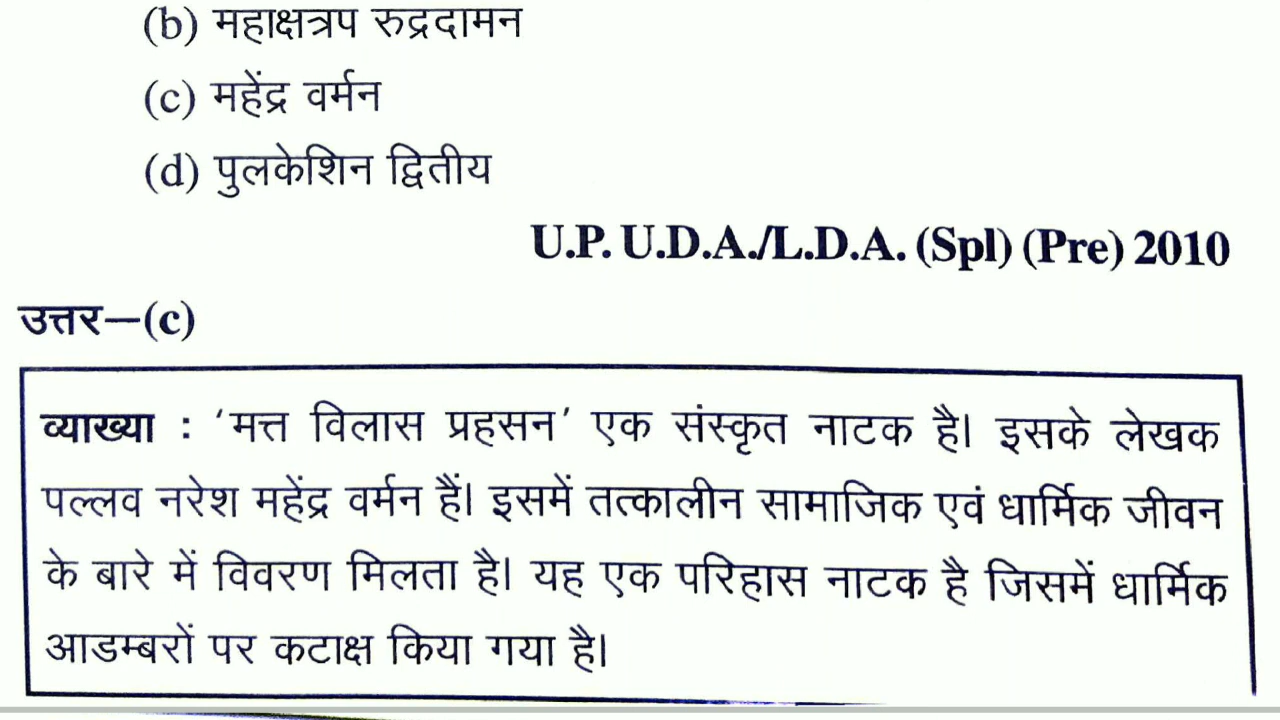 (b) महाक्षत्रप रुद्रदामन
(c) महेंद्र वर्मन
(d) पुलकेशिन द्वितीय
U.P. U.D.A./L.D.A. (Spl) (Pre) 2010
उत्तर—(c)
व्याख्या : ‘मत्त विलास प्रहसन’ एक संस्कृत नाटक है। इसके लेखक
पल्लव नरेश महेंद्र वर्मन हैं। इसमें तत्कालीन सामाजिक एवं धार्मिक जीवन
के बारे में विवरण मिलता है। यह एक परिहास नाटक है जिसमें धार्मिक
आडम्बरों पर कटाक्ष किया गया है।